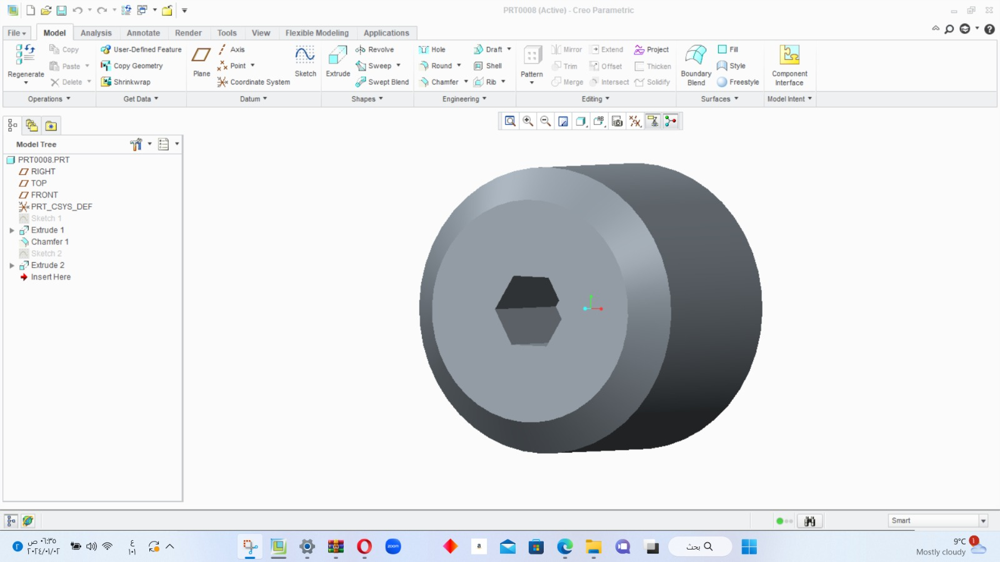 PRT0008 (Active) - Creo Parametric
File Model Analysis Annotate Render Tools View Flexible Modeling Applications
Regenerate
Copy
Paste
Delete
Operations
User-Defined Feature
Copy Geometry
Shrinkwrap
Get Data
Plane
Axis
Point
Coordinate System
Sketch
Datum
Extrude
Revolve
Sweep
Swept Blend
Shapes
Hole
Round
Chamfer
Draft
Shell
Rib
Engineering
Pattern
Mirror
Trim
Merge
Extend
Offset
Intersect
Project
Thicken
Solidify
Editing
Boundary
Blend
Fill
Style
Freestyle
Surfaces
Component
Interface
Model Intent
Model Tree
PRT0008.PRT
RIGHT
TOP
FRONT
PRT_CSYS_DEF
Sketch 1
Extrude 1
Chamfer 1
Sketch 2
Extrude 2
Insert Here
Smart
٢
٠٦:٣٥ ص
٢٠٢٤/٠١/٠٢
ع
١٠١
zoom
a
بحث
9°C
Mostly cloudy
١